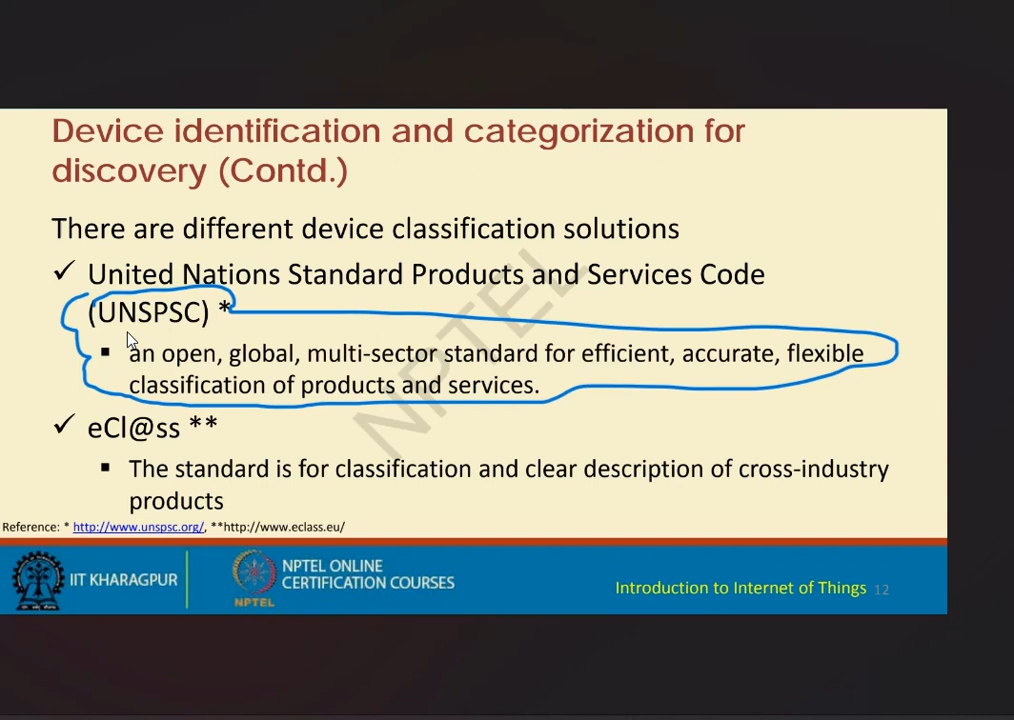 Device identification and categorization for
discovery (Contd.)
There are different device classification solutions
✓ United Nations Standard Products and Services Code
(UNSPSC) *
▪ an open, global, multi-sector standard for efficient, accurate, flexible
classification of products and services.
✓ eCl@ss **
▪ The standard is for classification and clear description of cross-industry
products
Reference: * http://www.unspsc.org/, **http://www.eclass.eu/
NPTEL
IIT KHARAGPUR
NPTEL
NPTEL ONLINE
CERTIFICATION COURSES
Introduction to Internet of Things 12